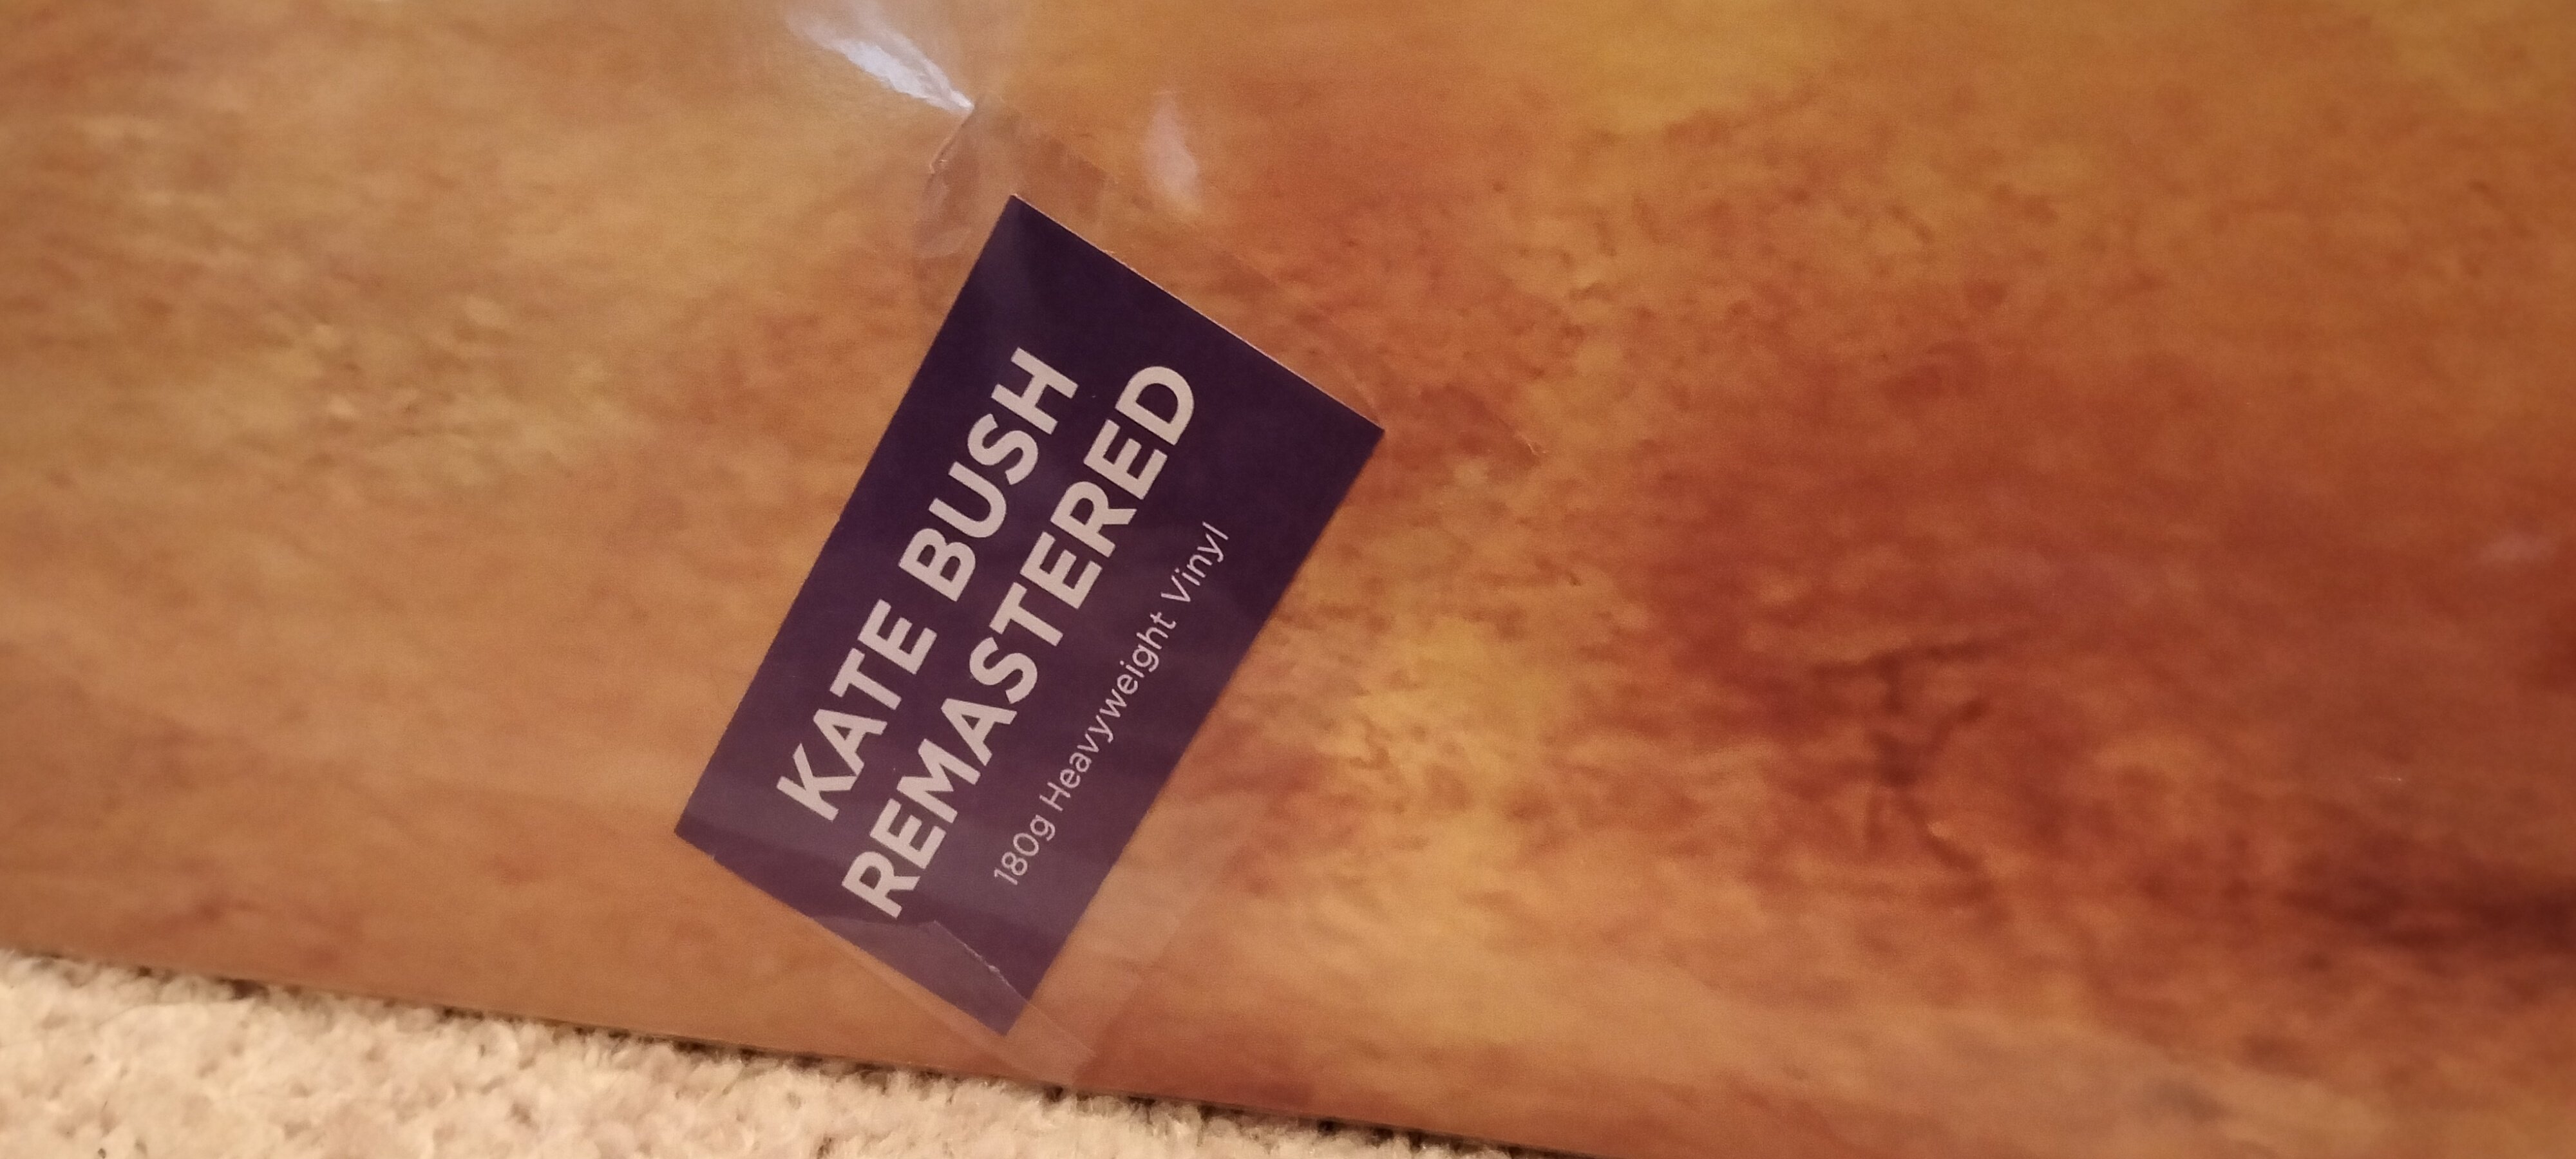 KATE BUSH
REMASTERED
180g Heavyweight Vinyl